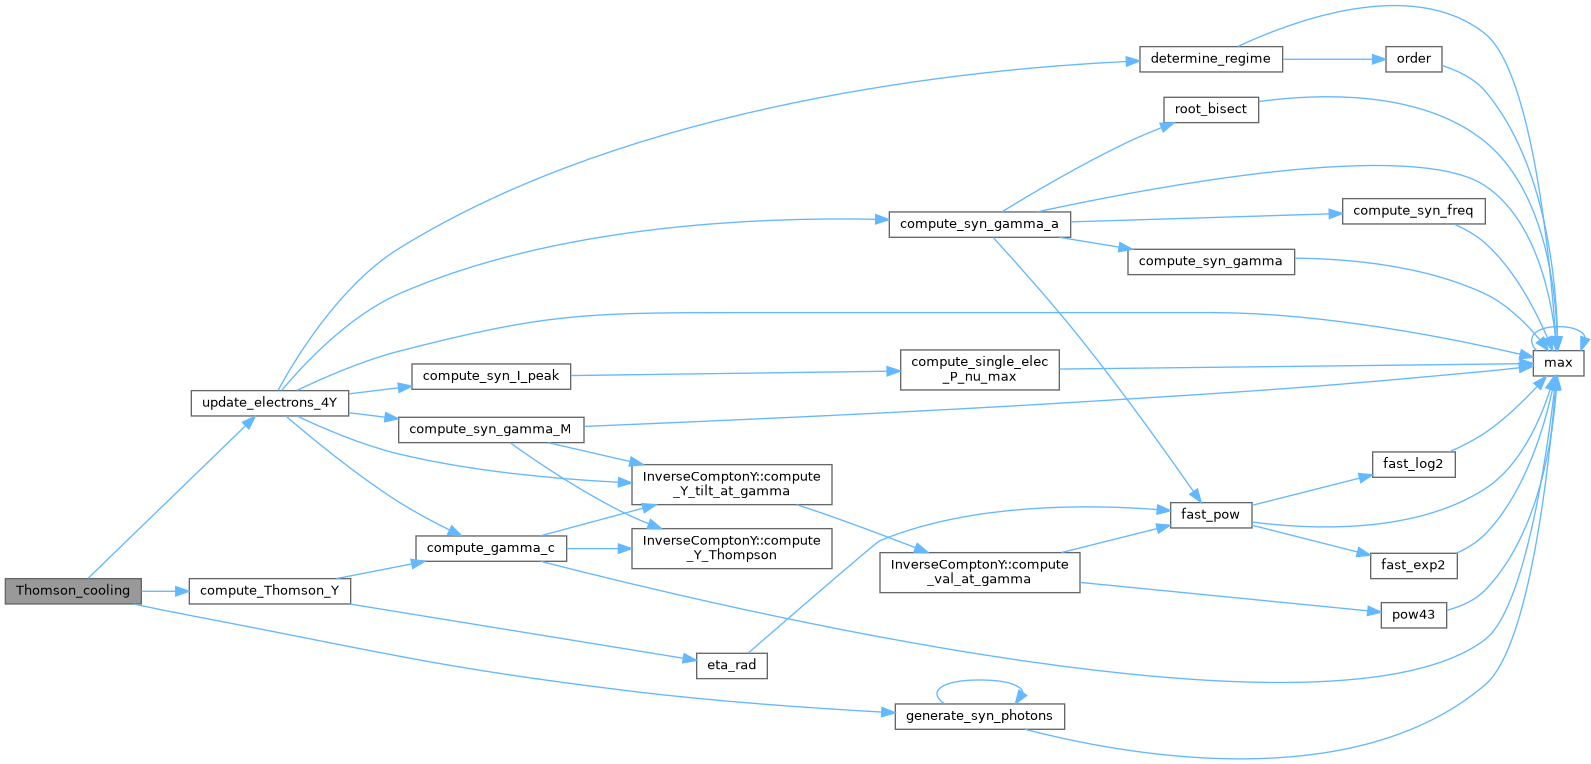 determine_regime
order
root_bisect
compute_syn_freq
compute_syn_gamma_a
compute_syn_gamma
compute_single_elec
_P_nu_max
max
compute_syn_I_peak
update_electrons_4Y
compute_syn_gamma_M
fast_log2
InverseComptonY::compute
_Y_tilt_at_gamma
fast_pow
compute_gamma_c
InverseComptonY::compute
_Y_Thompson
fast_exp2
InverseComptonY::compute
_val_at_gamma
Thomson_cooling
compute_Thomson_Y
pow43
eta_rad
generate_syn_photons